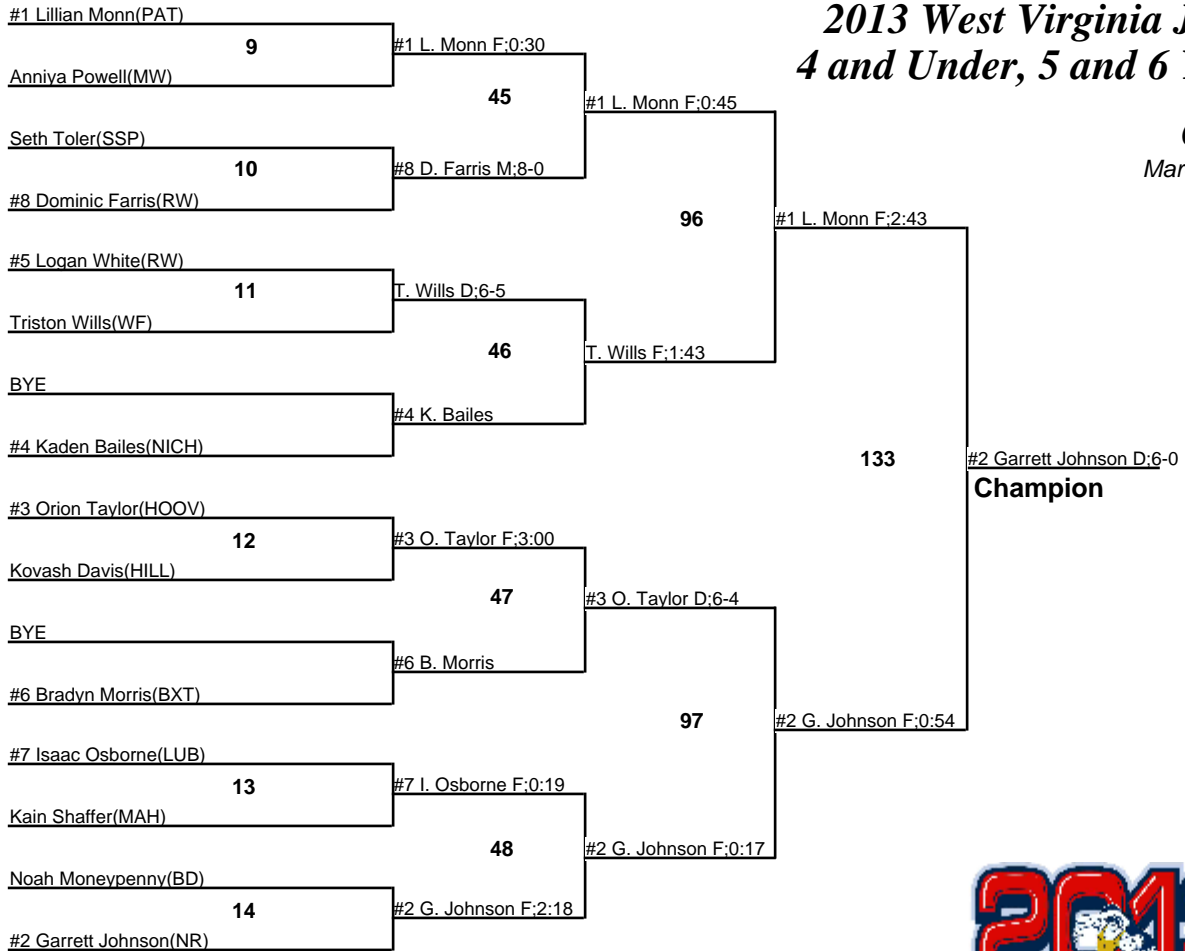 2013 West Virginia J
4 and Under, 5 and 6
Mar
#1 Lillian Monn(PAT)
9
Anniya Powell(MW)
#1 L. Monn F;0:30
45
Seth Toler(SSP)
10
#8 Dominic Farris(RW)
#8 D. Farris M;8-0
#1 L. Monn F;0:45
96
#5 Logan White(RW)
11
Triston Wills(WF)
T. Wills D;6-5
46
BYE
#4 Kaden Bailes(NICH)
#4 K. Bailes
T. Wills F;1:43
#1 L. Monn F;2:43
133
#2 Garrett Johnson D;6-0
Champion
#3 Orion Taylor(HOOV)
12
Kovash Davis(HILL)
#3 O. Taylor F;3:00
47
BYE
#6 Bradyn Morris(BXT)
#6 B. Morris
#3 O. Taylor D;6-4
97
#7 Isaac Osborne(LUB)
13
Kain Shaffer(MAH)
#7 I. Osborne F;0:19
48
Noah Moneypenny(BD)
14
#2 Garrett Johnson(NR)
#2 G. Johnson F;2:18
#2 G. Johnson F;0:17
#2 G. Johnson F;0:54
201